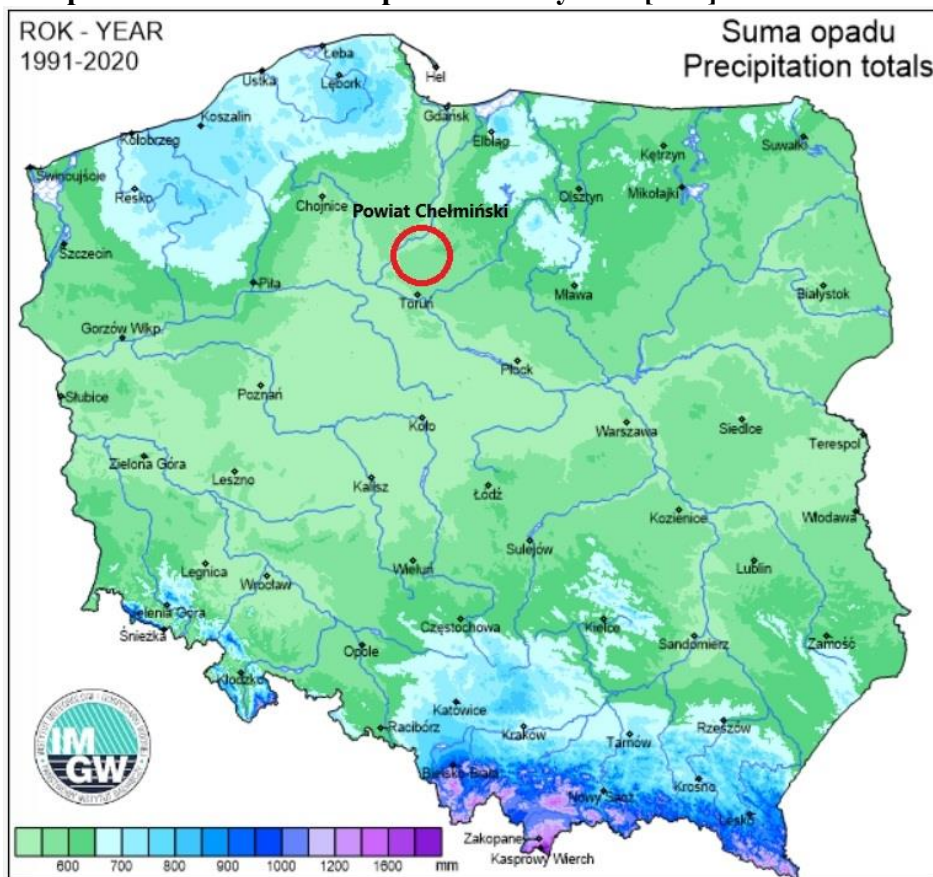 ROK - YEAR
1991-2020
Suma opadu
Precipitation totals
Łeba
Hel
Ustka
Lębork
Gdańsk
Koszalin
Kołobrzeg
Elbląg
Kętrzyn
Suwałki
Świnoujście
Resko
Chojnice
Olsztyn
Mikołajki
Powiat Chełmiński
Szczecin
Piła
Toruń
Mława
Białystok
Gorzów Wlkp.
Płock
Słubice
Poznań
Koło
Warszawa
Siedlce
Terespol
Zielona Góra
Leszno
Kalisz
Łódź
Kozienice
Włodawa
Sulejów
Legnica
Wieluń
Lublin
Wrocław
Jelenia Góra
Śnieżka
Częstochowa
Kielce
Sandomierz
Zamość
Opole
Kłodzko
Katowice
Racibórz
Kraków
Tarnów
Rzeszów
Bielsko-Biała
Nowy Sącz
Krosno
Lesko
Zakopane
Kasprowy Wierch
IM
GW
600 700 800 900 1000 1200 1600 mm